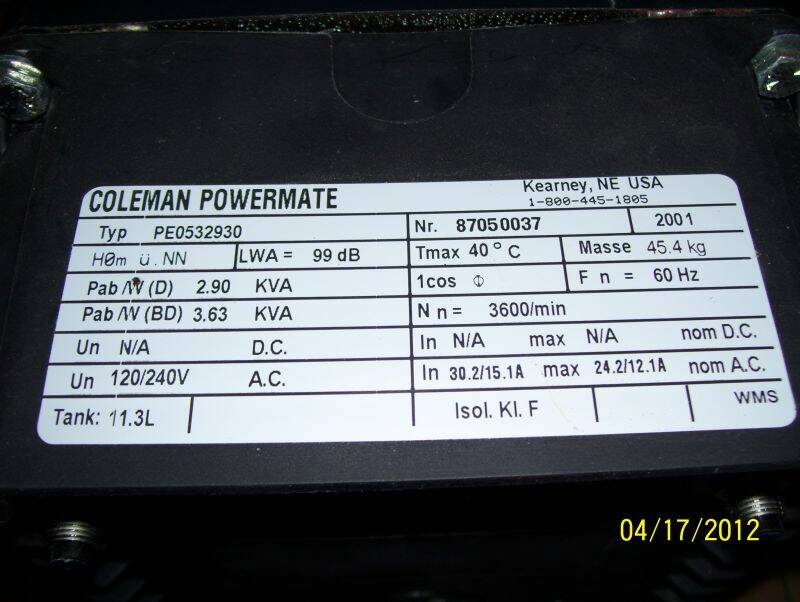 COLEMAN POWERMATE
Kearney, NE USA
1-800-445-1805
Typ PE0532930 Nr. 87050037 2001
HØm ü.NN LWA = 99 dB Tmax 40° C Masse 45.4 kg
Pab/W (D) 2.90 KVA 1cos Φ F n = 60 Hz
Pab/W (BD) 3.63 KVA N n = 3600/min
Un N/A D.C. In N/A max N/A nom D.C.
Un 120/240V A.C. In 30.2/15.1A max 24.2/12.1A nom A.C.
Tank: 11.3L Isol. Kl. F WMS
04/17/2012